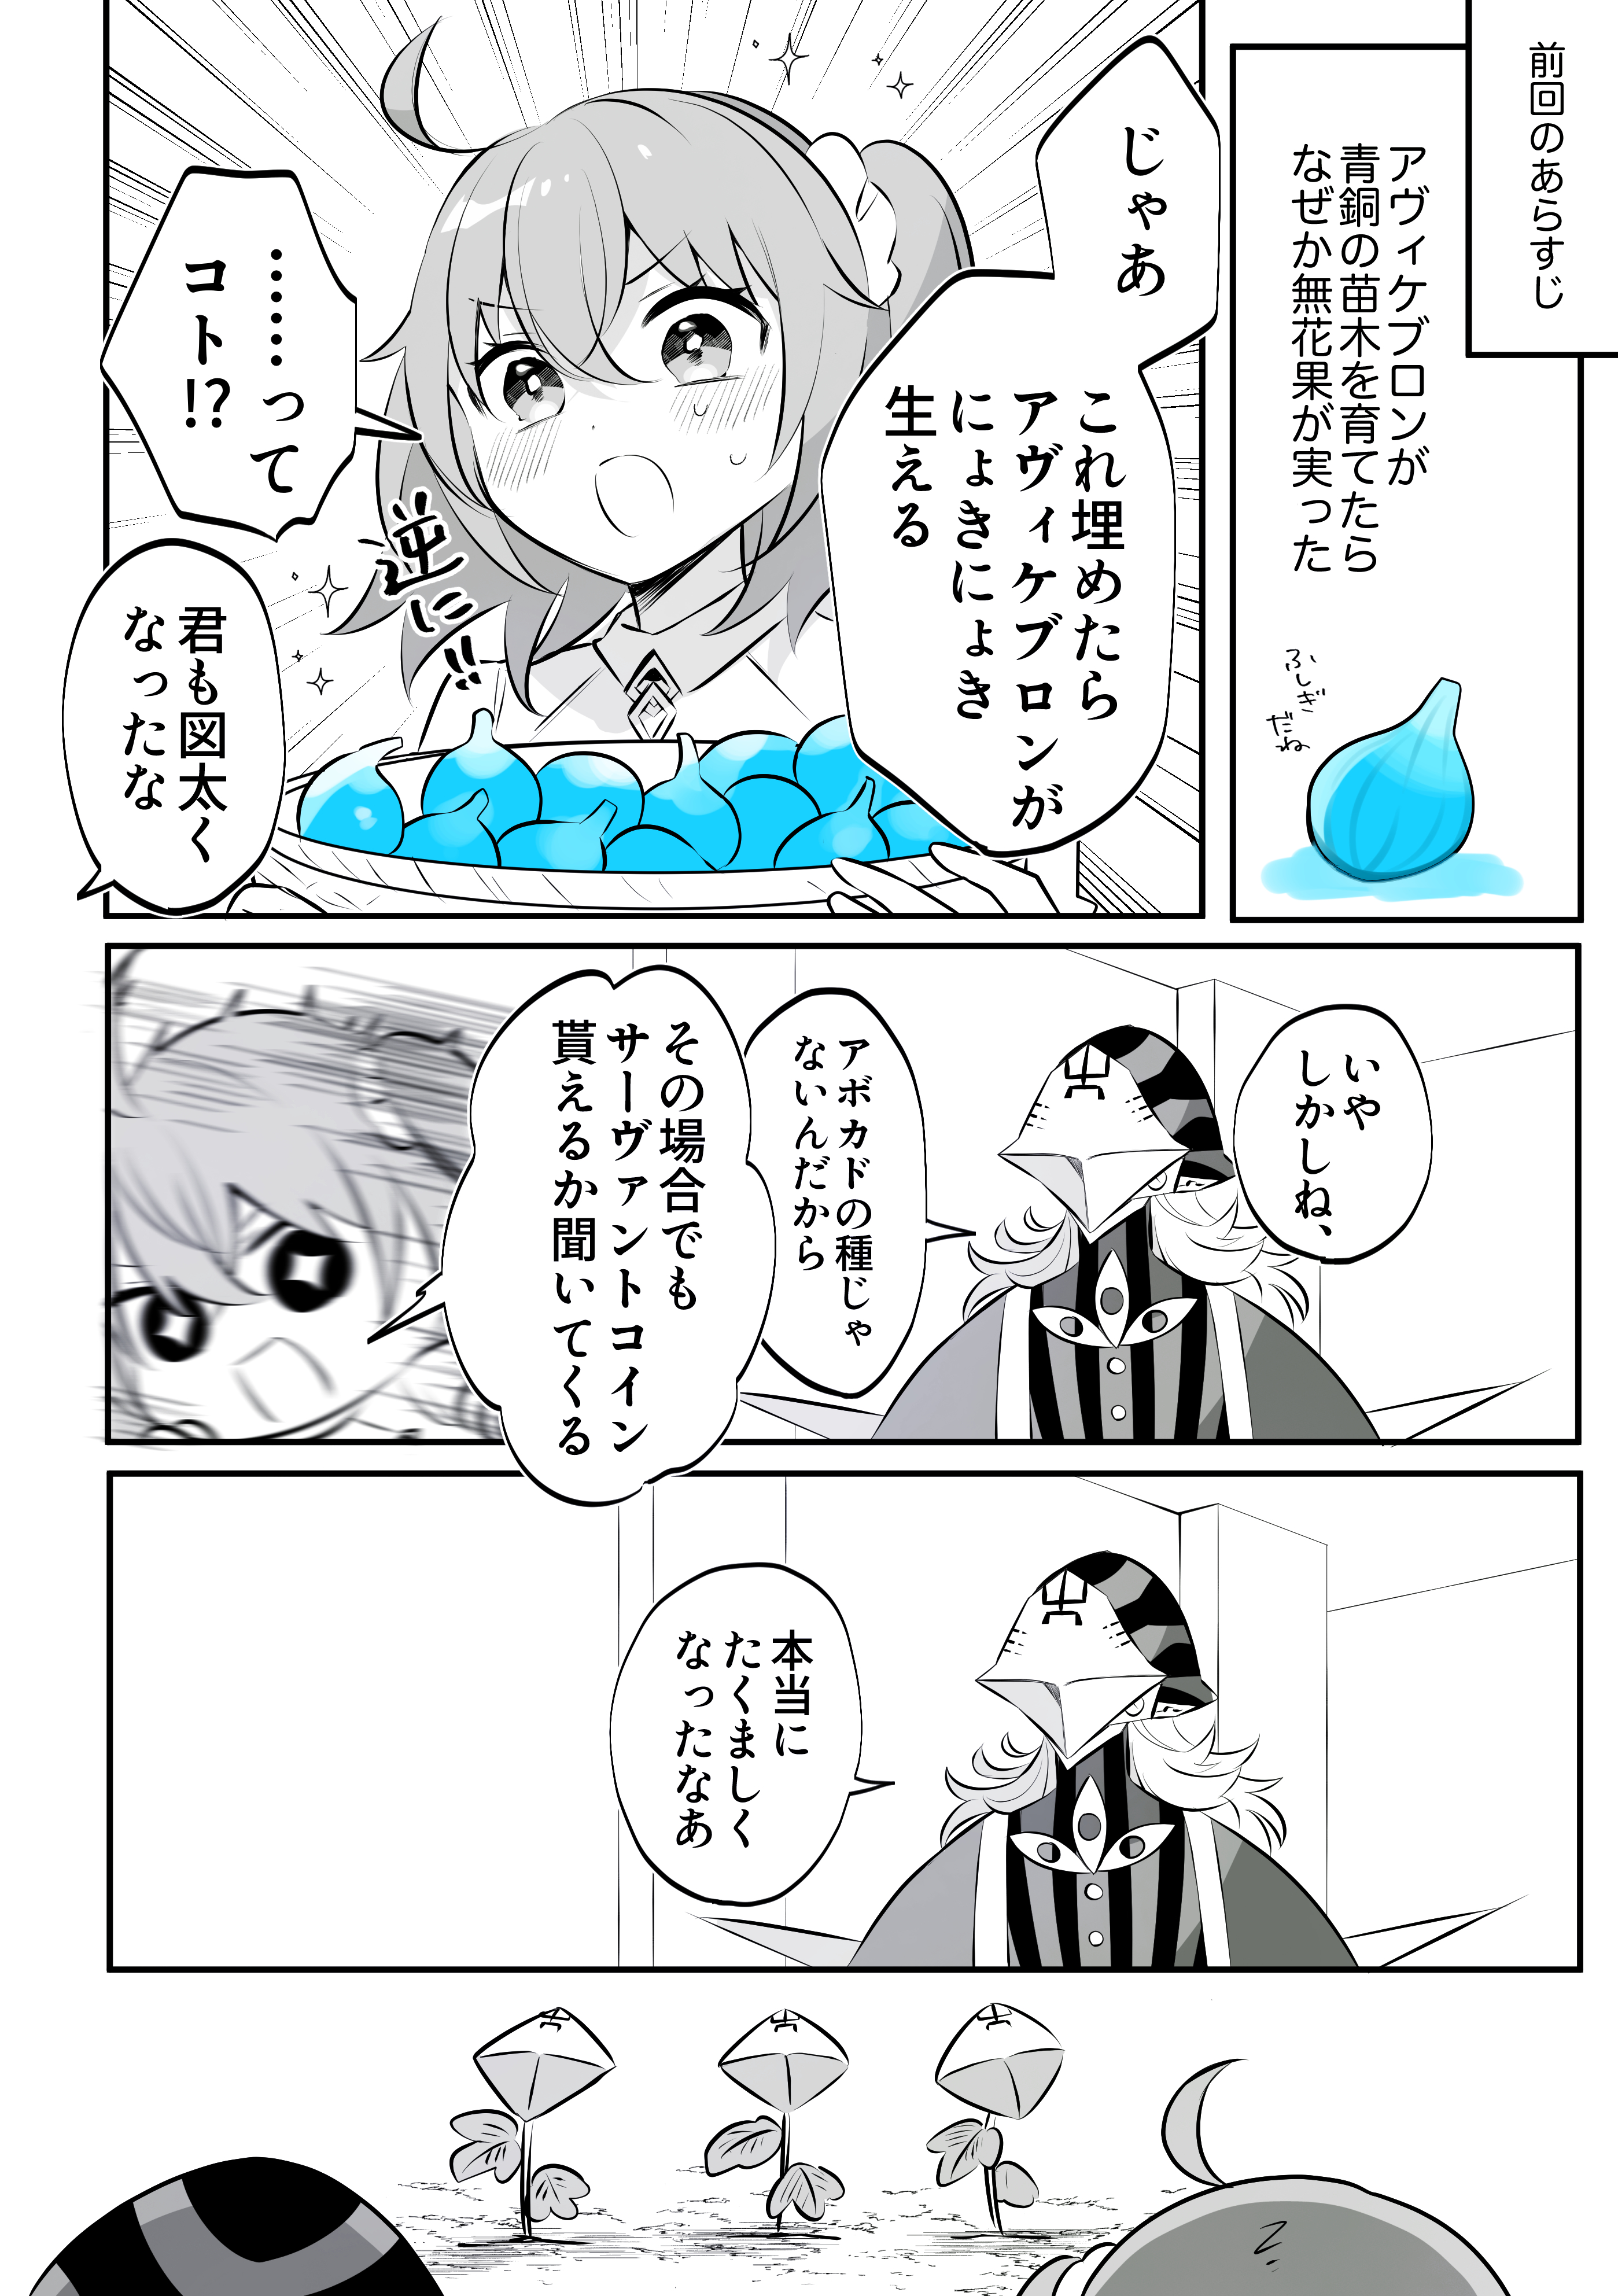 前回のあらすじ
アヴィケブロンが
青銅の苗木を育てたら
なぜか無花果が実った
ふしぎ
だね
じゃあ
これ埋めたら
アヴィケブロンが
にょきにょき
生える
………って
コト!?
逆に!!
君も図太く
なったな
いや
しかしね、
アボカドの種じゃ
ないんだから
その場合でも
サーヴァントコイン
貰えるか聞いてくる
本当に
たくましく
なったなあ